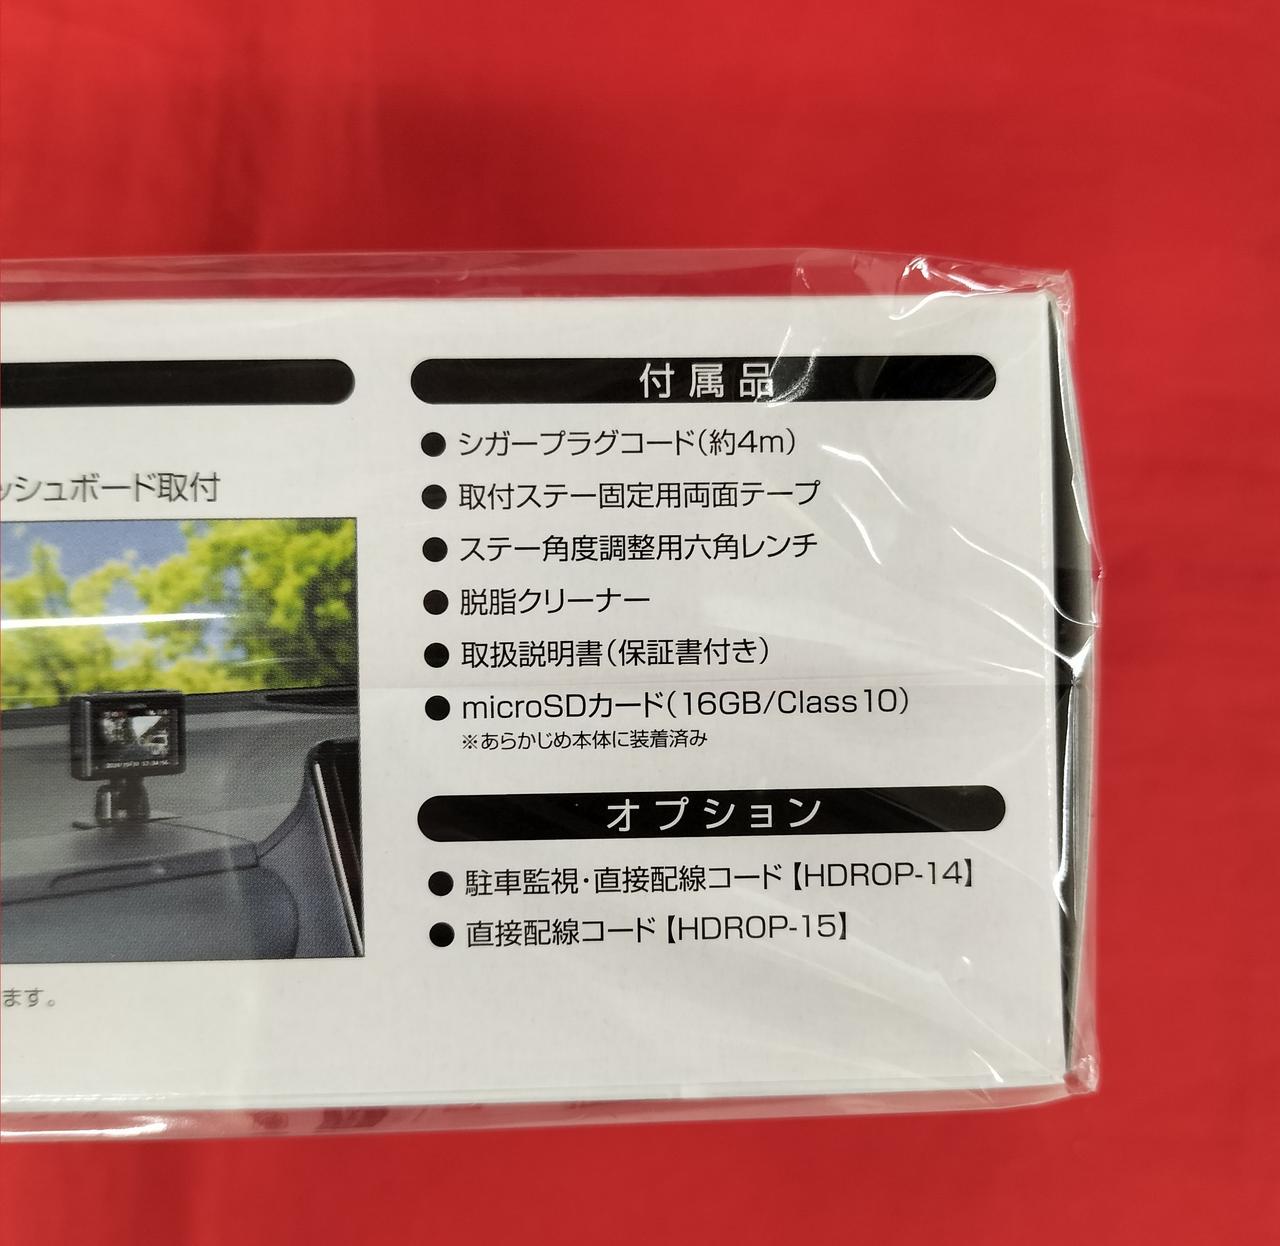 ッシュボード取付
ます。
付属品
●シガープラグコード(約4m)
●取付ステー固定用両面テープ
●ステー角度調整用六角レンチ
●脱脂クリーナー
●取扱説明書(保証書付き)
●microSDカード(16GB/Class10)
※あらかじめ本体に装着済み
オプション
●駐車監視・直接配線コード【HDROP-14】
●直接配線コード【HDROP-15】